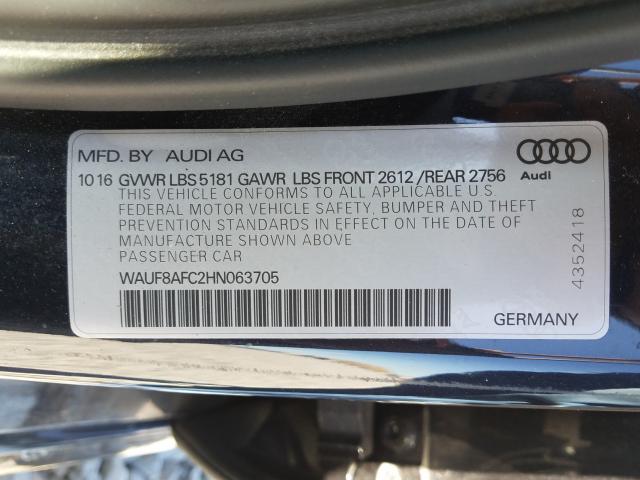 MFD. BY AUDI AG
10 16 GVWR LBS 5181 GAWR LBS FRONT 2612 /REAR 2756
Audi
THIS VEHICLE CONFORMS TO ALL APPLICABLE U.S.
FEDERAL MOTOR VEHICLE SAFETY, BUMPER AND THEFT
PREVENTION STANDARDS IN EFFECT ON THE DATE OF
MANUFACTURE SHOWN ABOVE
PASSENGER CAR
WAUF8AFC2HN063705
4352418
GERMANY